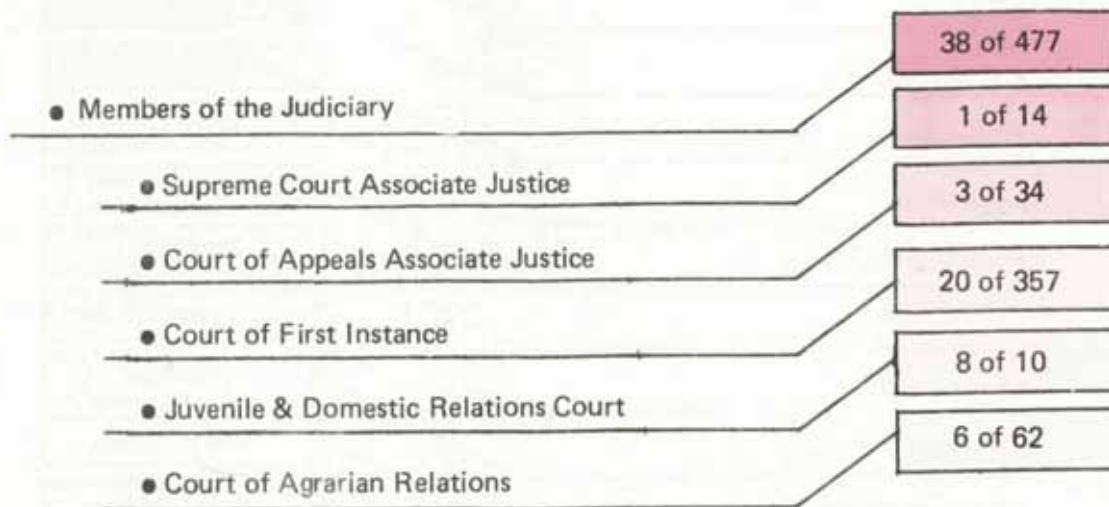 38 of 477
• Members of the Judiciary
1 of 14
• Supreme Court Associate Justice
3 of 34
• Court of Appeals Associate Justice
20 of 357
• Court of First Instance
8 of 10
• Juvenile & Domestic Relations Court
6 of 62
• Court of Agrarian Relations